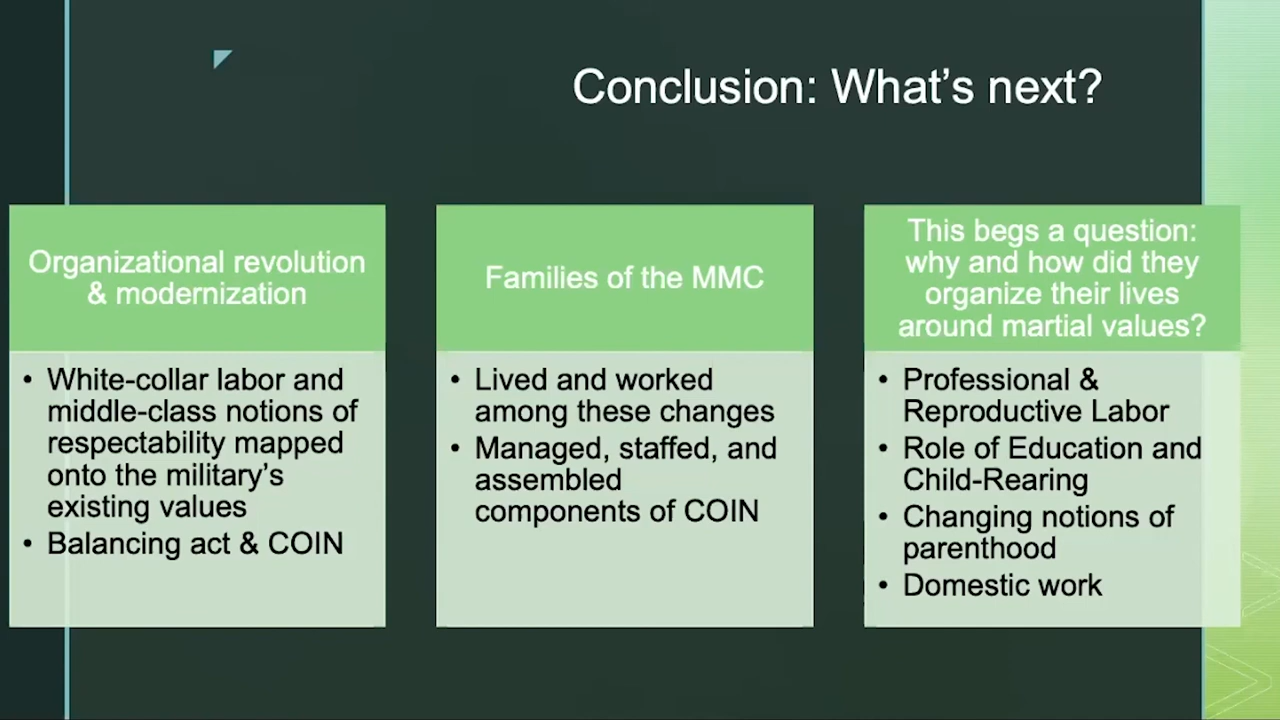 Conclusion: What's next?
Organizational revolution
& modernization
• White-collar labor and
middle-class notions of
respectability mapped
onto the military's
existing values
• Balancing act & COIN
Families of the MMC
• Lived and worked
among these changes
• Managed, staffed, and
assembled
components of COIN
This begs a question:
why and how did they
organize their lives
around martial values?
• Professional &
Reproductive Labor
• Role of Education and
Child-Rearing
• Changing notions of
parenthood
• Domestic work